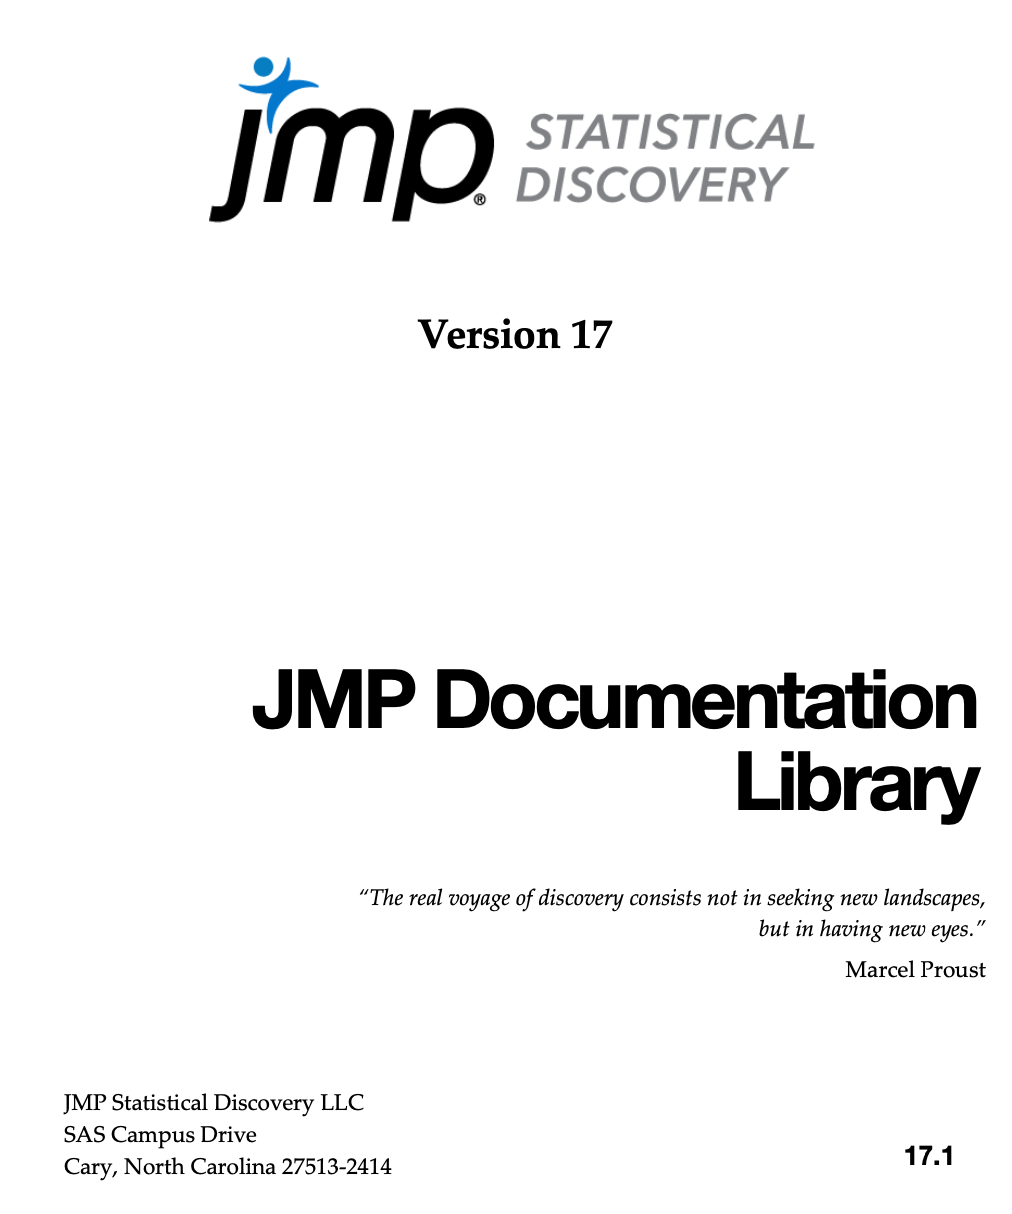 jmp® STATISTICAL
DISCOVERY
Version 17
JMP Documentation
Library
“The real voyage of discovery consists not in seeking new landscapes,
but in having new eyes.”
Marcel Proust
JMP Statistical Discovery LLC
SAS Campus Drive
Cary, North Carolina 27513-2414
17.1